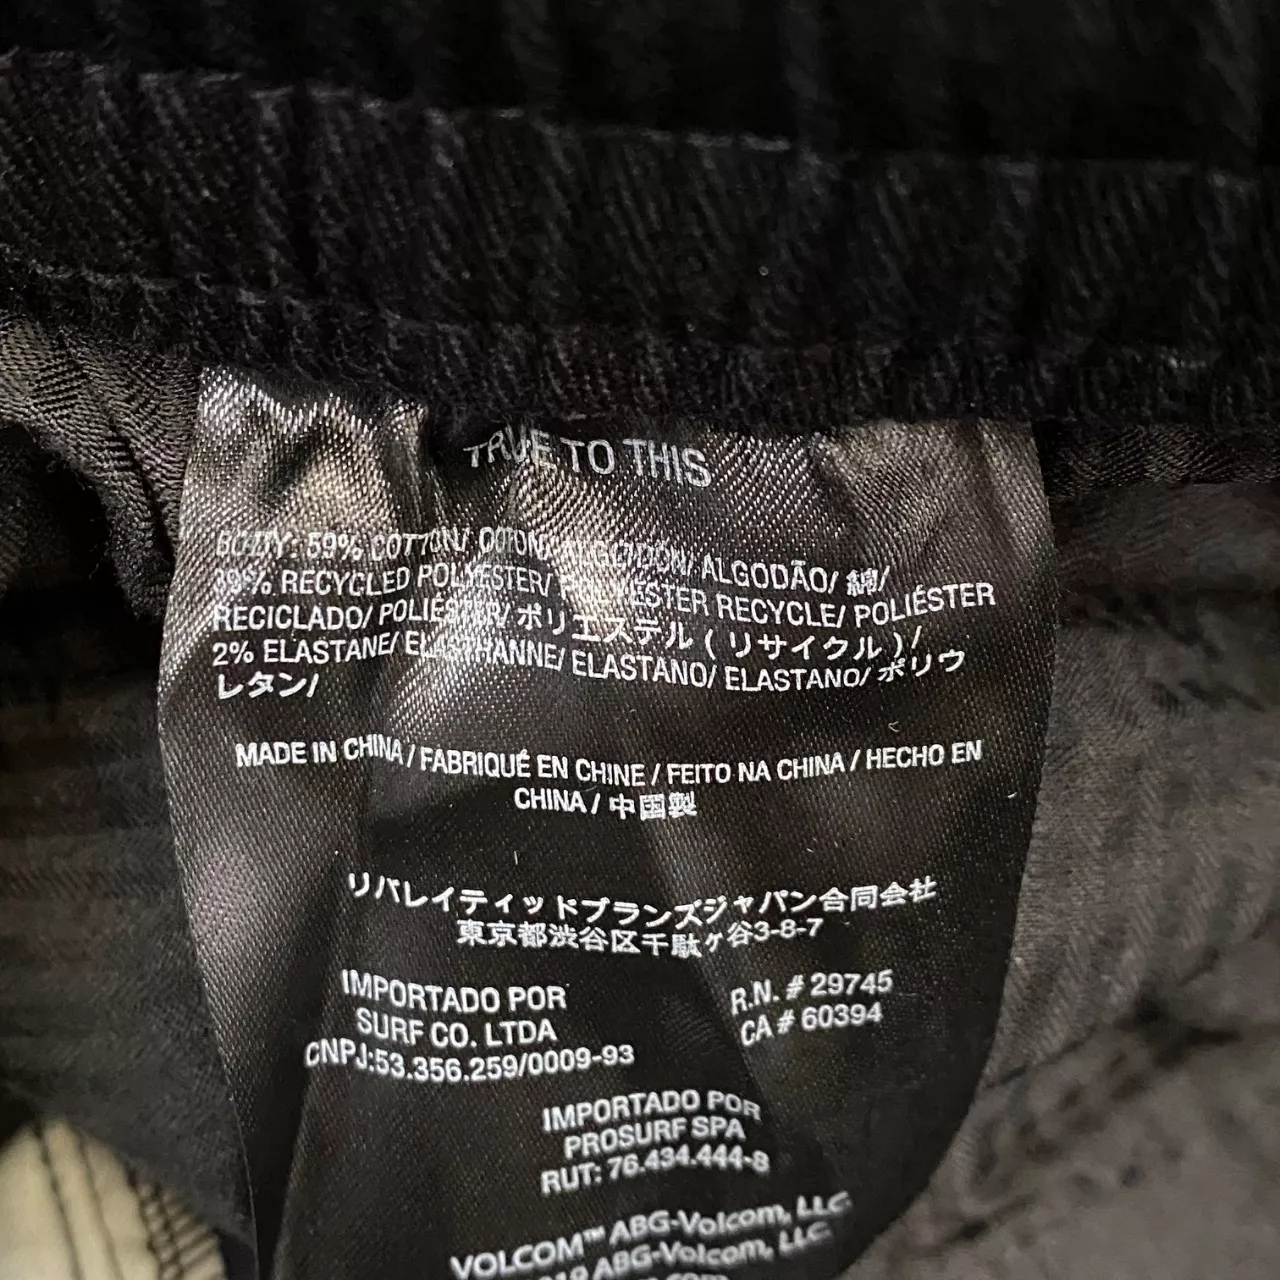 TRUE TO THIS
BODY: 59% COTTON/ COTON/ ALGODÓN/ ALGODÃO/ 綿/
39% RECYCLED POLYESTER/ POLYESTER RECYCLE/ POLIÉSTER
RECICLADO/ POLIÉSTER/ ポリエステル ( リサイクル )/
2% ELASTANE/ ELASTHANNE/ ELASTANO/ ELASTANO/ ポリウ
レタン/
MADE IN CHINA / FABRIQUÉ EN CHINE / FEITO NA CHINA / HECHO EN
CHINA / 中国製
リバレイティッドブランズジャパン合同会社
東京都渋谷区千駄ヶ谷3-8-7
IMPORTADO POR
SURF CO. LTDA
CNPJ:53.356.259/0009-93
R.N. # 29745
CA # 60394
IMPORTADO POR
PROSURF SPA
RUT: 76.434.444-8
VOLCOM™ ABG-Volcom, LLC.
ABG-Volcom, LLC.